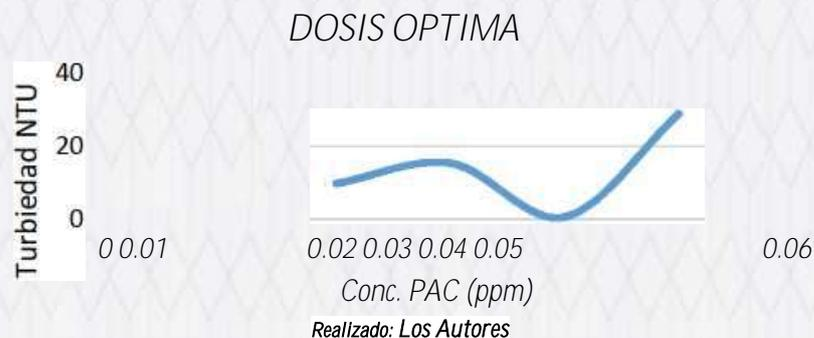 DOSIS OPTIMA
Turbiedad NTU
40
20
0
0 0.01 0.02 0.03 0.04 0.05 0.06
Conc. PAC (ppm)
Realizado: Los Autores